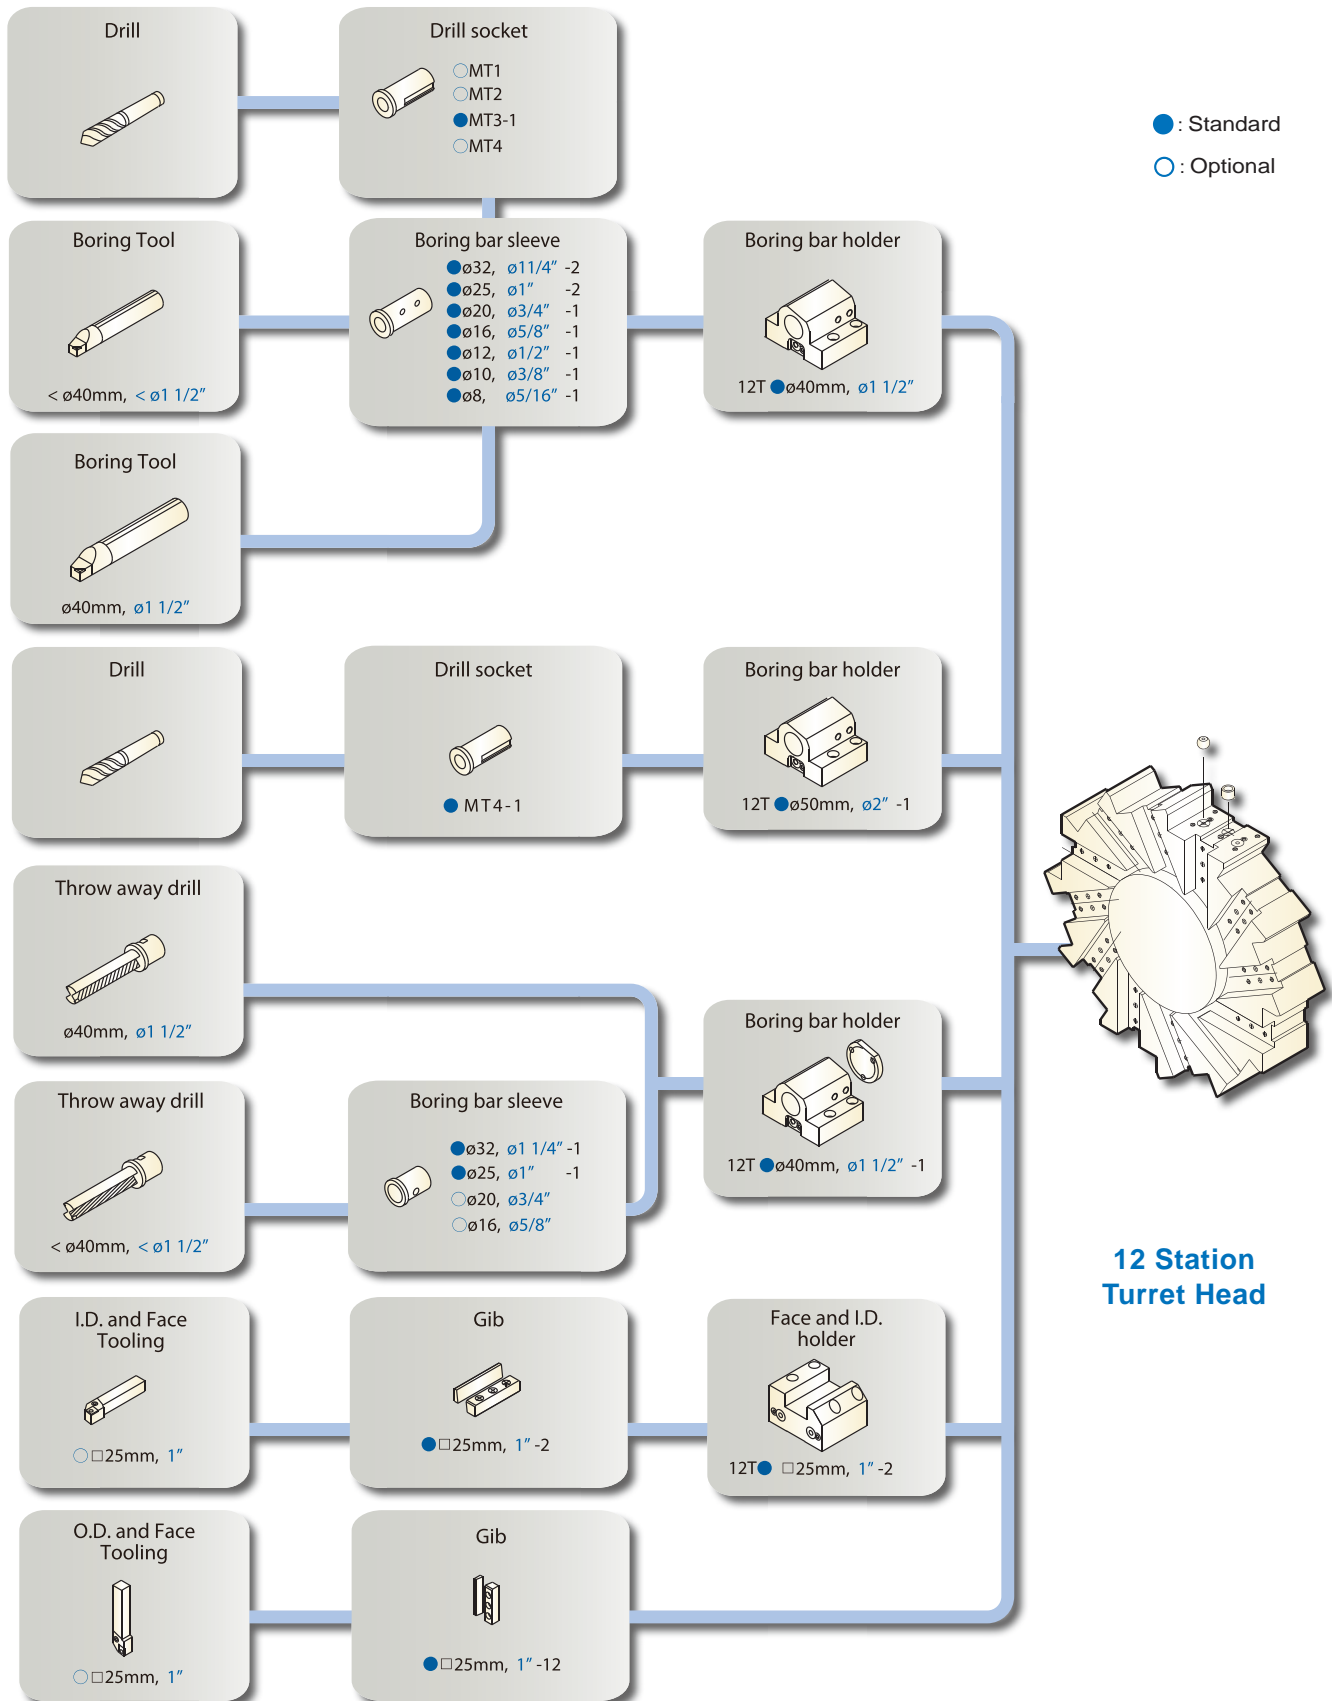 Drill
Drill socket
MT1
MT2
MT3-1
MT4
: Standard
: Optional
Boring Tool
< ø40mm, < ø1 1/2”
Boring bar sleeve
ø32, ø11/4” -2
ø25, ø1” -2
ø20, ø3/4” -1
ø16, ø5/8” -1
ø12, ø1/2” -1
ø10, ø3/8” -1
ø8, ø5/16” -1
Boring bar holder
12T ø40mm, ø1 1/2”
Boring Tool
ø40mm, ø1 1/2”
Drill
Drill socket
MT4-1
Boring bar holder
12T ø50mm, ø2” -1
Throw away drill
ø40mm, ø1 1/2”
Throw away drill
< ø40mm, < ø1 1/2”
Boring bar sleeve
ø32, ø1 1/4” -1
ø25, ø1” -1
ø20, ø3/4”
ø16, ø5/8”
Boring bar holder
12T ø40mm, ø1 1/2” -1
12 Station
Turret Head
I.D. and Face
Tooling
□25mm, 1”
Gib
□25mm, 1” -2
Face and I.D.
holder
12T □25mm, 1” -2
O.D. and Face
Tooling
□25mm, 1”
Gib
□25mm, 1” -12